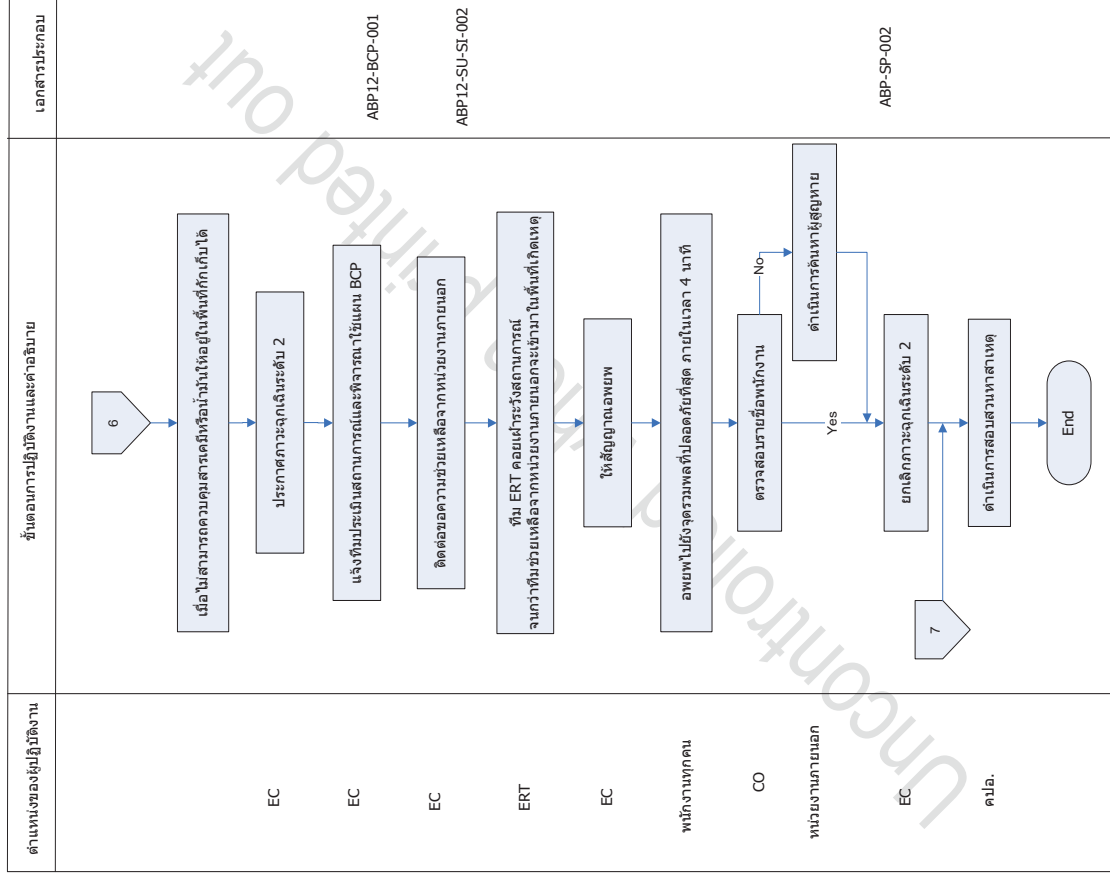 ตำแหน่งของผู้ปฏิบัติงาน
ขั้นตอนการปฏิบัติงานและคำอธิบาย
เอกสารประกอบ
6
เมื่อไม่สามารถควบคุมสารเคมีหรือน้ำมันให้อยู่ในพื้นที่กักเก็บได้
EC
ประกาศภาวะฉุกเฉินระดับ 2
EC
แจ้งทีมประเมินสถานการณ์และพิจารณาใช้แผน BCP
ABP12-BCP-001
EC
ติดต่อขอความช่วยเหลือจากหน่วยงานภายนอก
ABP12-SU-SI-002
ERT
ทีม ERT คอยเฝ้าระวังสถานการณ์
จนกว่าทีมช่วยเหลือจากหน่วยงานภายนอกจะเข้ามาในพื้นที่เกิดเหตุ
EC
ให้สัญญาณอพยพ
พนักงานทุกคน
อพยพไปยังจุดรวมพลที่ปลอดภัยที่สุด ภายในเวลา 4 นาที
CO
ตรวจสอบรายชื่อพนักงาน
No
หน่วยงานภายนอก
ดำเนินการค้นหาผู้สูญหาย
Yes
EC
ยกเลิกภาวะฉุกเฉินระดับ 2
ABP-SP-002
7
คปอ.
ดำเนินการสอบสวนหาสาเหตุ
End
Uncontrolled when printed out